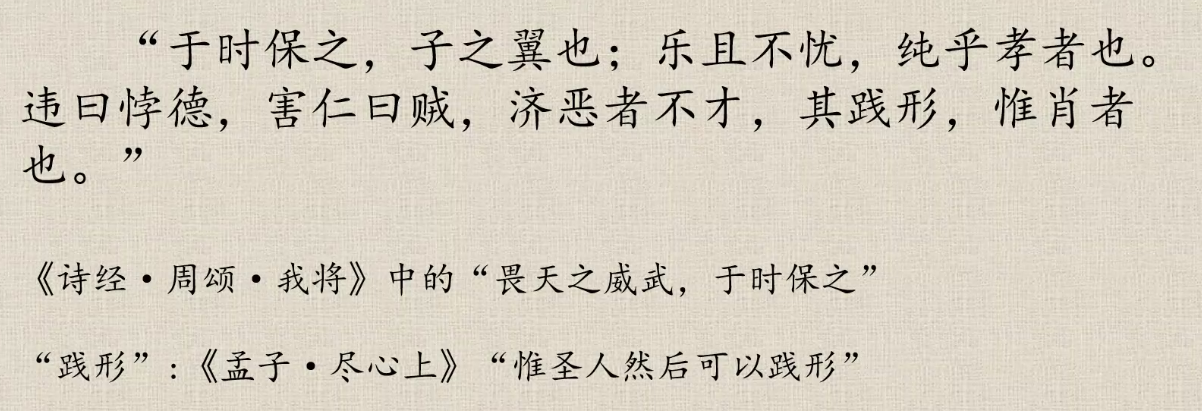 “于时保之，子之翼也；乐且不忧，纯乎孝者也。
违曰悖德，害仁曰贼，济恶者不才，其践形，惟肖者
也。”
《诗经·周颂·我将》中的“畏天之威武，于时保之”
“践形”:《孟子·尽心上》“惟圣人然后可以践形”